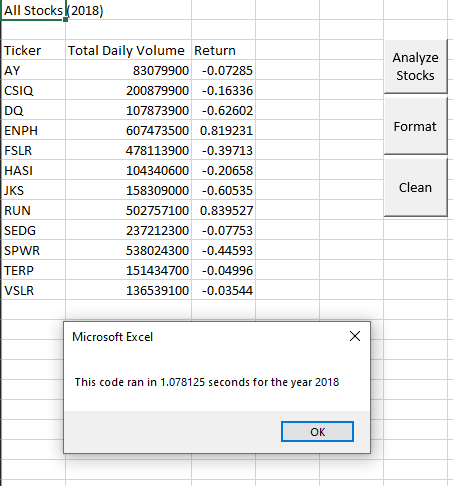 All Stocks (2018)
Ticker Total Daily Volume Return
AY 83079900 -0.07285
CSIQ 200879900 -0.16336
DQ 107873900 -0.62602
ENPH 607473500 0.819231
FSLR 478113900 -0.39713
HASI 104340600 -0.20658
JKS 158309000 -0.60535
RUN 502757100 0.839527
SEDG 237212300 -0.07753
SPWR 538024300 -0.44593
TERP 151434700 -0.04996
VSLR 136539100 -0.03544
Analyze
Stocks
Format
Clean
Microsoft Excel
This code ran in 1.078125 seconds for the year 2018
OK